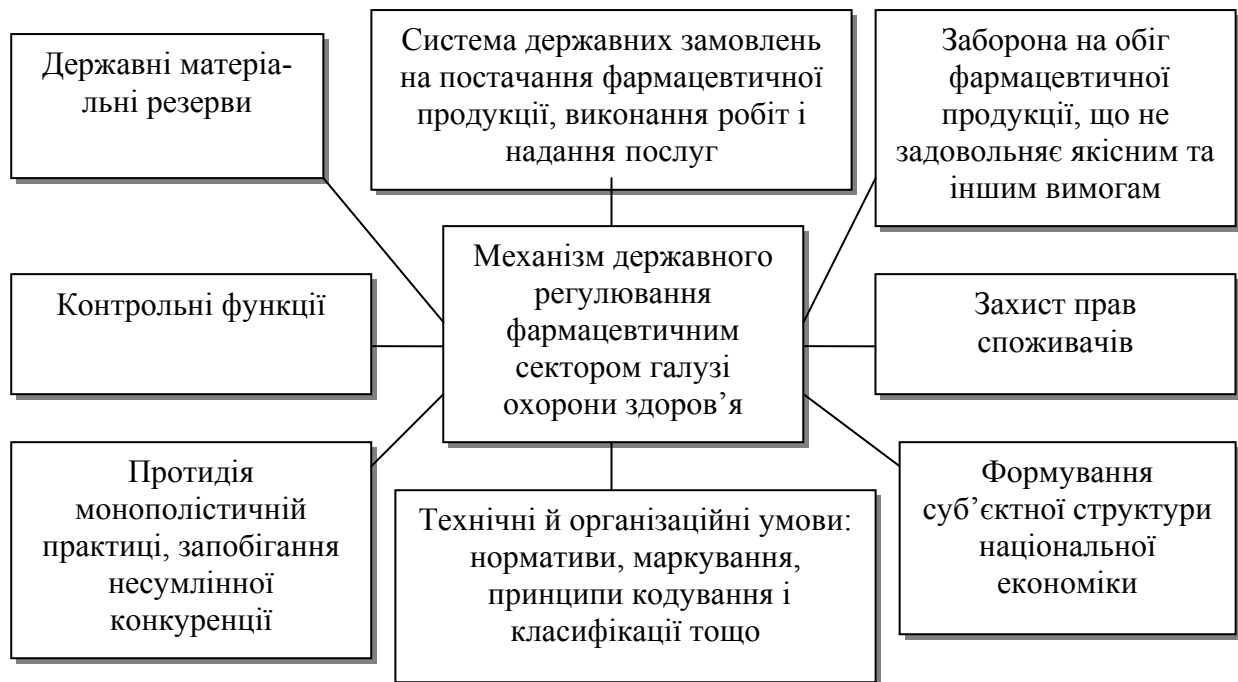 Державні матеріа-
льні резерви
Система державних замовлень
на постачання фармацевтичної
продукції, виконання робіт і
надання послуг
Заборона на обіг
фармацевтичної
продукції, що не
задовольняє якісним та
іншим вимогам
Контрольні функції
Механізм державного
регулювання
фармацевтичним
сектором галузі
охорони здоров’я
Захист прав
споживачів
Протидія
монополістичній
практиці, запобігання
несумлінної
конкуренції
Технічні й організаційні умови:
нормативи, маркування,
принципи кодування і
класифікації тощо
Формування
суб’єктної структури
національної
економіки